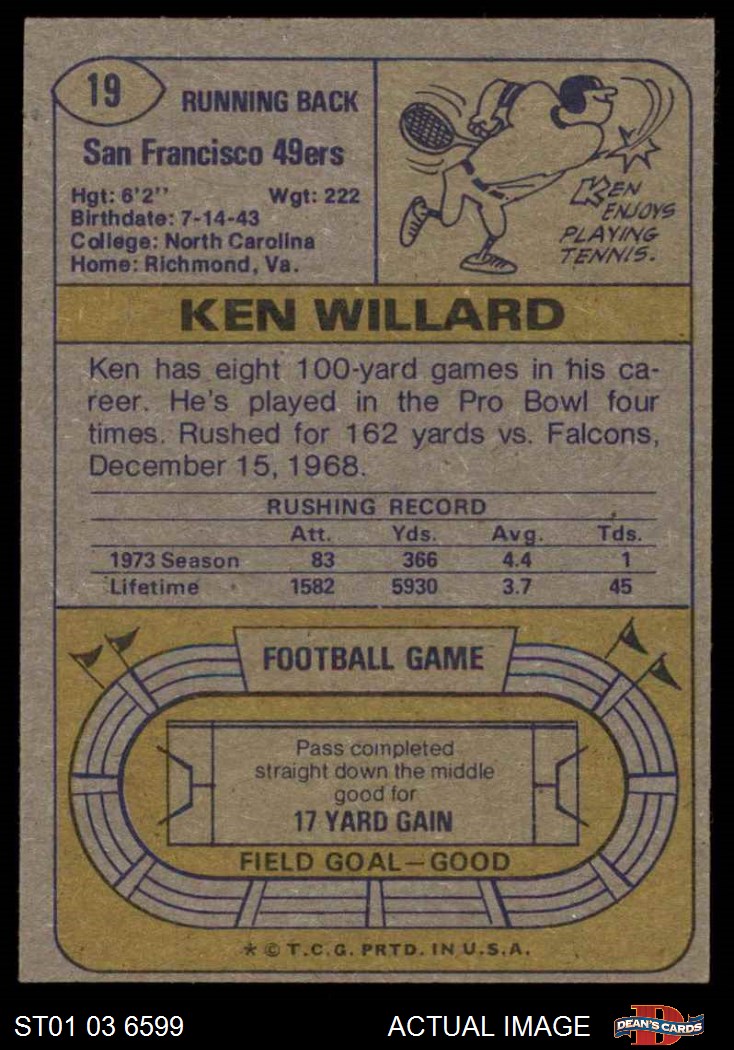 19
RUNNING BACK
San Francisco 49ers
Hgt: 6'2"   Wgt: 222
Birthdate: 7-14-43
College: North Carolina
Home: Richmond, Va.
KEN
ENJOYS
PLAYING
TENNIS.
KEN WILLARD
Ken has eight 100-yard games in his ca-
reer. He's played in the Pro Bowl four
times. Rushed for 162 yards vs. Falcons,
December 15, 1968.
RUSHING RECORD
Att. Yds. Avg. Tds.
1973 Season 83 366 4.4 1
Lifetime 1582 5930 3.7 45
FOOTBALL GAME
Pass completed
straight down the middle
good for
17 YARD GAIN
FIELD GOAL—GOOD
* © T.C.G. PRTD. IN U.S.A.
ST01 03 6599 ACTUAL IMAGE D
DEAN'S CARDS